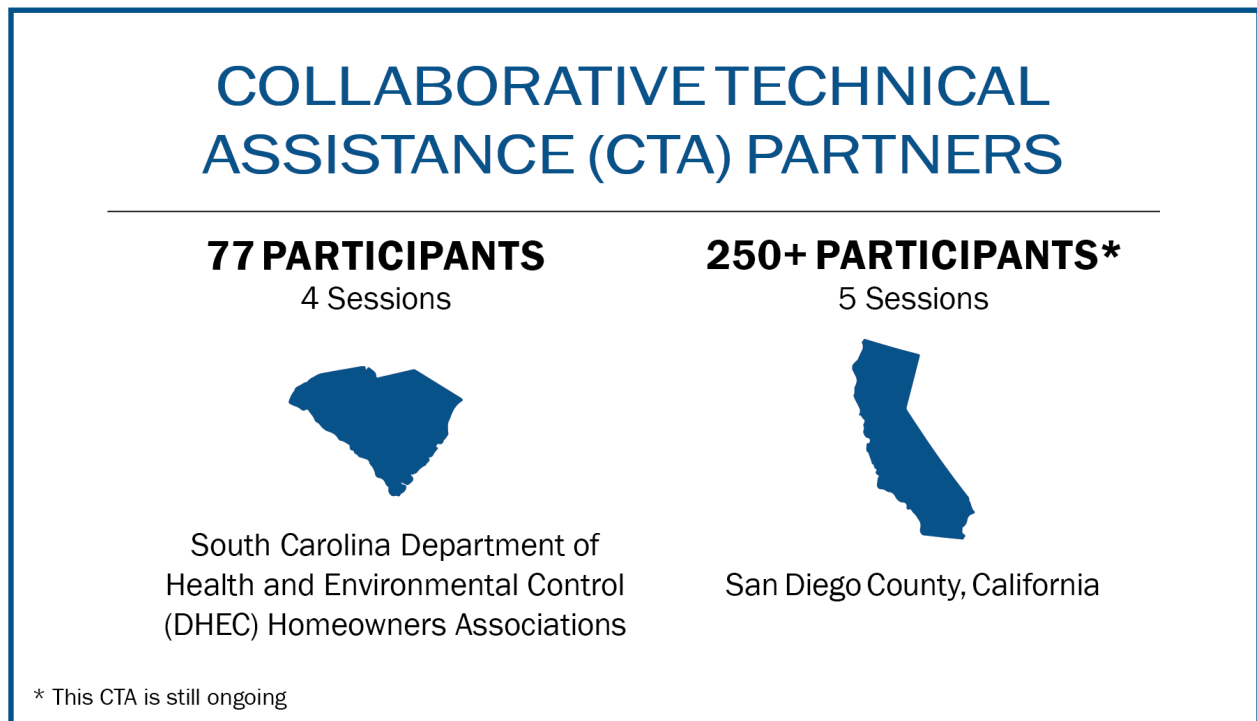 COLLABORATIVE TECHNICAL
ASSISTANCE (CTA) PARTNERS
77 PARTICIPANTS
4 Sessions
South Carolina Department of
Health and Environmental Control
(DHEC) Homeowners Associations
250+ PARTICIPANTS*
5 Sessions
San Diego County, California
* This CTA is still ongoing